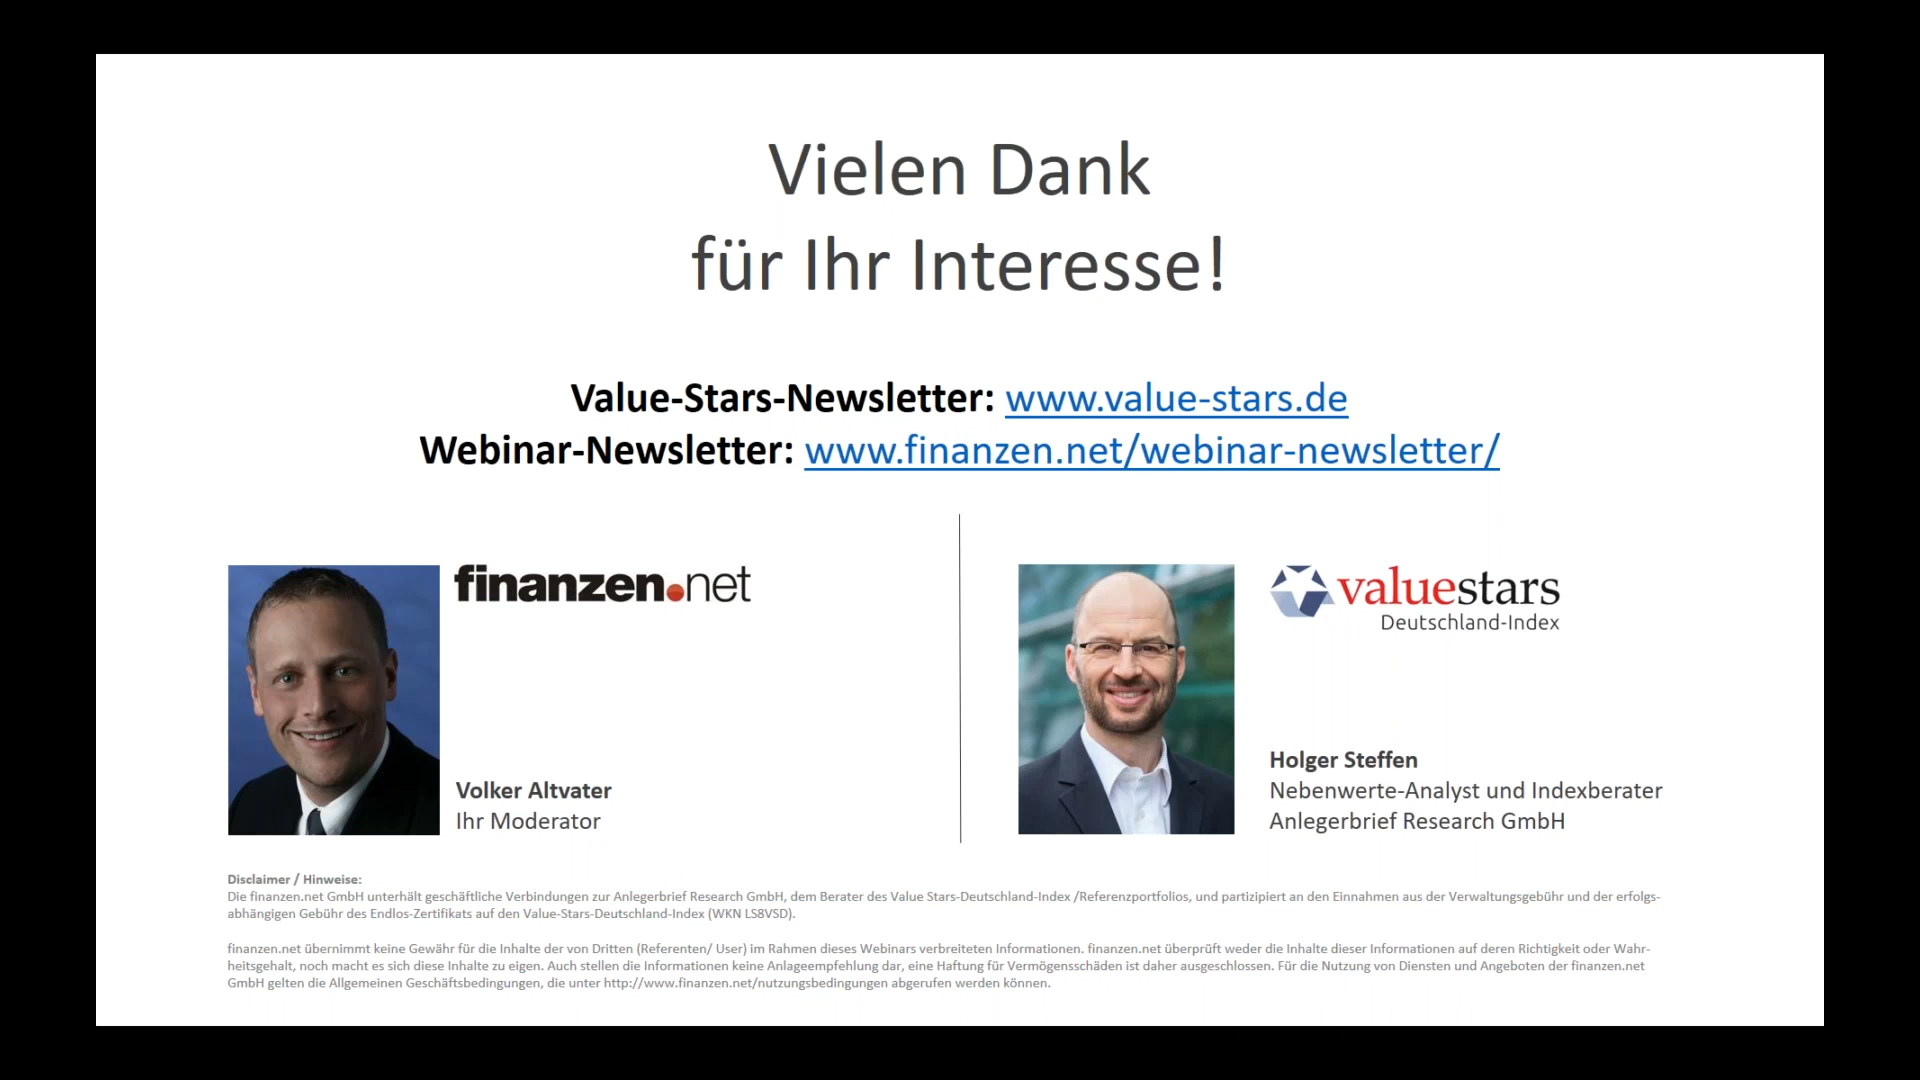 Vielen Dank
für Ihr Interesse!
Value-Stars-Newsletter: www.value-stars.de
Webinar-Newsletter: www.finanzen.net/webinar-newsletter/
finanzen.net
Volker Altvater
Ihr Moderator
valuestars
Deutschland-Index
Holger Steffen
Nebenwerte-Analyst und Indexberater
Anlegerbrief Research GmbH
Disclaimer / Hinweise:
Die finanzen.net GmbH unterhält geschäftliche Verbindungen zur Anlegerbrief Research GmbH, dem Berater des Value Stars-Deutschland-Index /Referenzportfolios, und partizipiert an den Einnahmen aus der Verwaltungsgebühr und der erfolgs-
abhängigen Gebühr des Endlos-Zertifikats auf den Value-Stars-Deutschland-Index (WKN LS8VSD).
finanzen.net übernimmt keine Gewähr für die Inhalte der von Dritten (Referenten/ User) im Rahmen dieses Webinars verbreiteten Informationen. finanzen.net überprüft weder die Inhalte dieser Informationen auf deren Richtigkeit oder Wahr-
heitsgehalt, noch macht es sich diese Inhalte zu eigen. Auch stellen die Informationen keine Anlageempfehlung dar, eine Haftung für Vermögensschäden ist daher ausgeschlossen. Für die Nutzung von Diensten und Angeboten der finanzen.net
GmbH gelten die Allgemeinen Geschäftsbedingungen, die unter http://www.finanzen.net/nutzungsbedingungen abgerufen werden können.